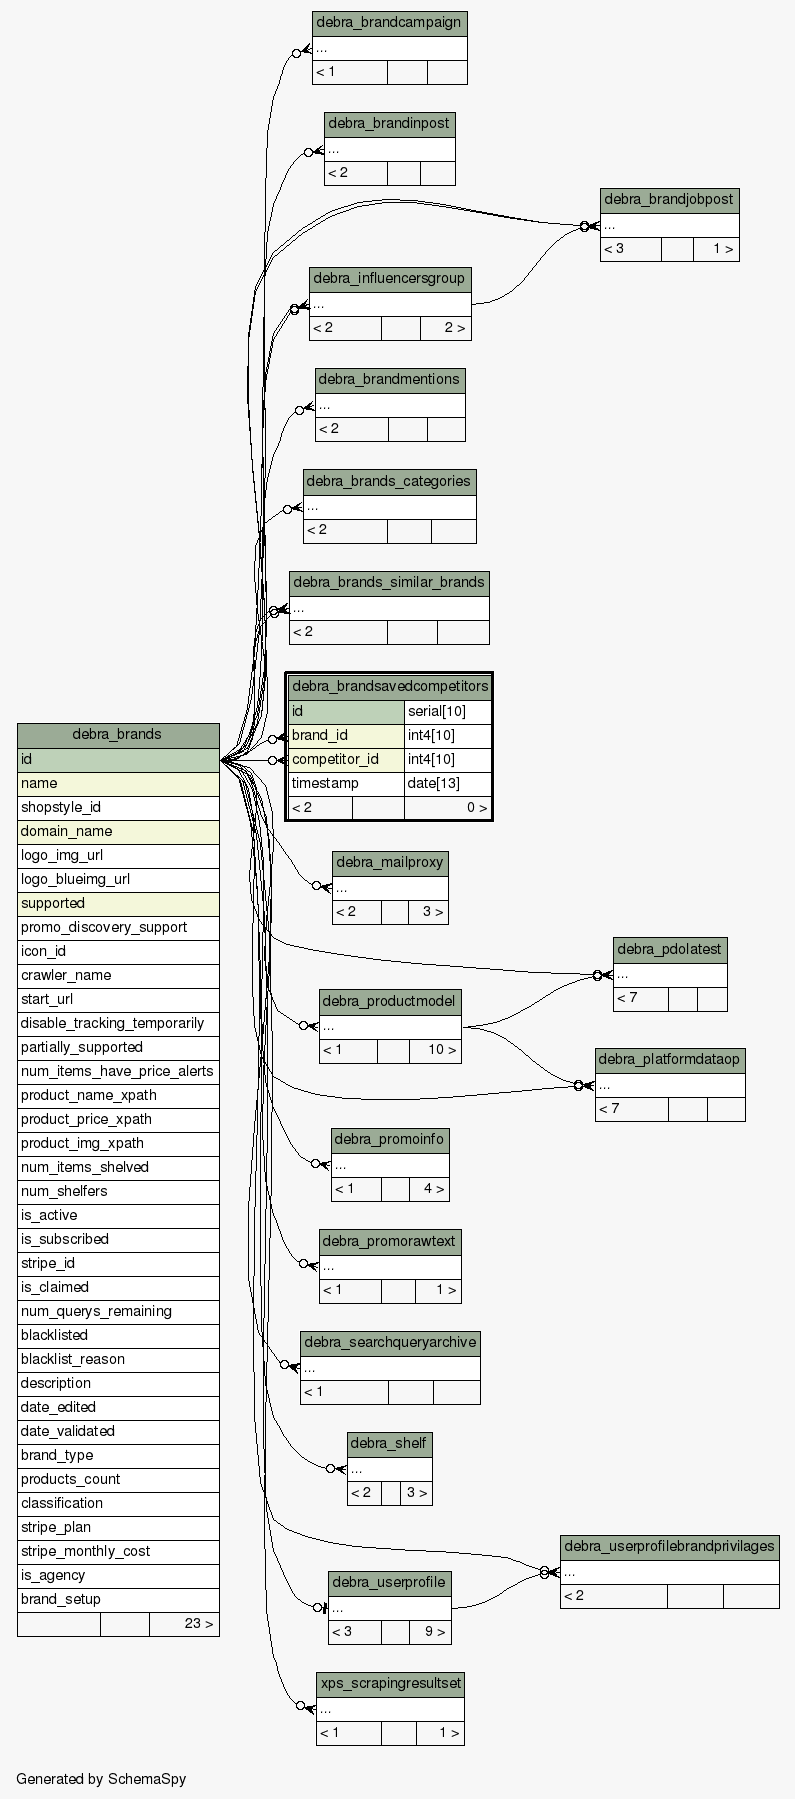 debra_brandcampaign
...
< 1
debra_brandinpost
...
< 2
debra_brandjobpost
...
< 3 1 >
debra_influencersgroup
...
< 2 2 >
debra_brandmentions
...
< 2
debra_brands_categories
...
< 2
debra_brands_similar_brands
...
< 2
debra_brandsavedcompetitors
id serial[10]
brand_id int4[10]
competitor_id int4[10]
timestamp date[13]
< 2 0 >
debra_brands
id
name
shopstyle_id
domain_name
logo_img_url
logo_blueimg_url
supported
promo_discovery_support
icon_id
crawler_name
start_url
disable_tracking_temporarily
partially_supported
num_items_have_price_alerts
product_name_xpath
product_price_xpath
product_img_xpath
num_items_shelved
num_shelfers
is_active
is_subscribed
stripe_id
is_claimed
num_querys_remaining
blacklisted
blacklist_reason
description
date_edited
date_validated
brand_type
products_count
classification
stripe_plan
stripe_monthly_cost
is_agency
brand_setup
23 >
debra_mailproxy
...
< 2 3 >
debra_pdolatest
...
< 7
debra_productmodel
...
< 1 10 >
debra_platformdataop
...
< 7
debra_promoinfo
...
< 1 4 >
debra_promorawtext
...
< 1 1 >
debra_searchqueryarchive
...
< 1
debra_shelf
...
< 2 3 >
debra_userprofilebrandprivilages
...
< 2
debra_userprofile
...
< 3 9 >
xps_scrapingresultset
...
< 1 1 >
Generated by SchemaSpy